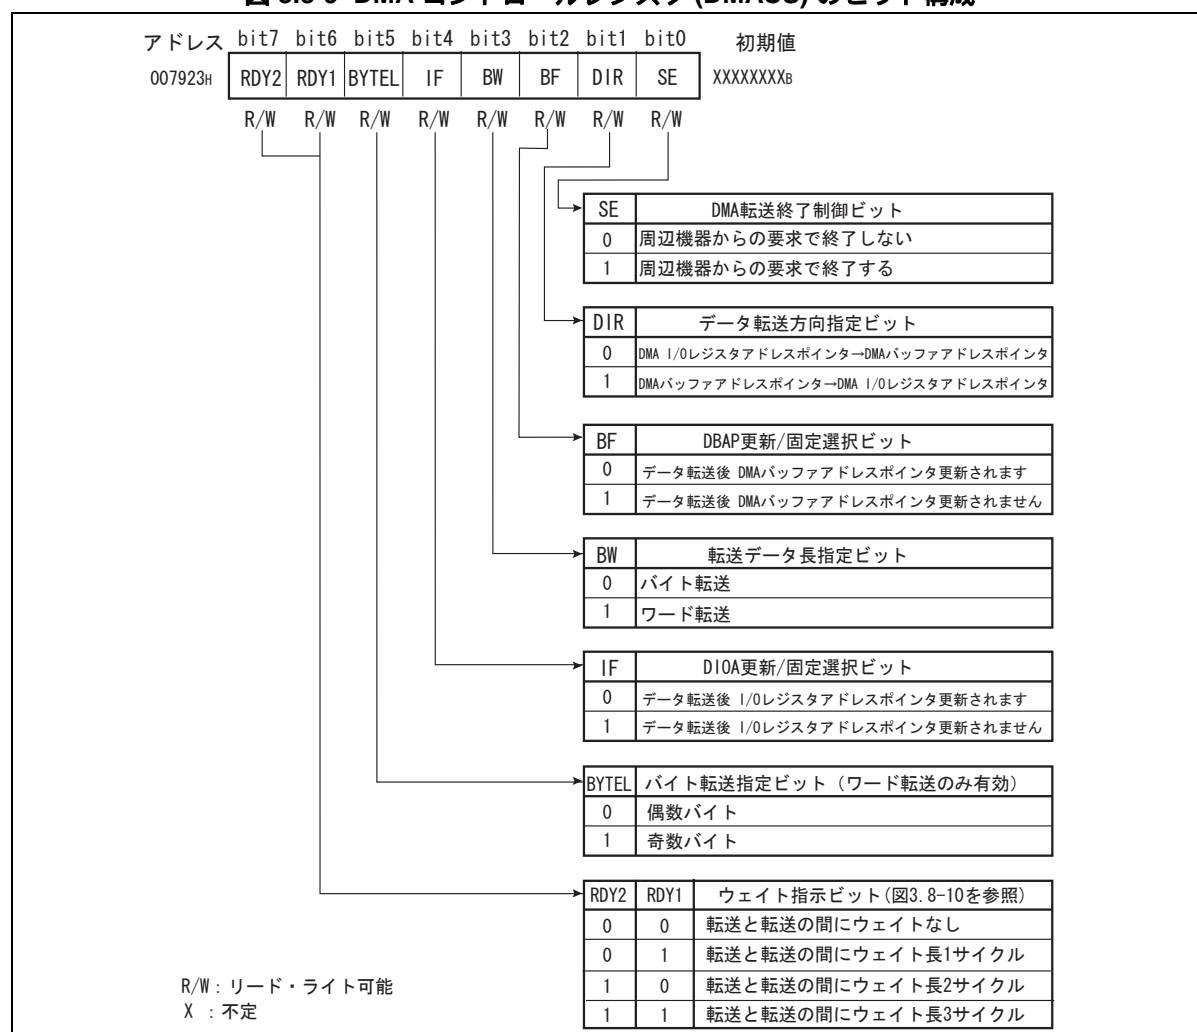 図 3.8-9 DMA コントロールレジスタ (DMACS) のビット構成
アドレス bit7 bit6 bit5 bit4 bit3 bit2 bit1 bit0 初期値
007923H RDY2 RDY1 BYTEL IF BW BF DIR SE XXXXXXXXB
R/W R/W R/W R/W R/W R/W R/W R/W
SE DMA転送終了制御ビット
0 周辺機器からの要求で終了しない
1 周辺機器からの要求で終了する
DIR データ転送方向指定ビット
0 DMA I/Oレジスタアドレスポインタ→DMAバッファアドレスポインタ
1 DMAバッファアドレスポインタ→DMA I/Oレジスタアドレスポインタ
BF DBAP更新/固定選択ビット
0 データ転送後 DMAバッファアドレスポインタ更新されます
1 データ転送後 DMAバッファアドレスポインタ更新されません
BW 転送データ長指定ビット
0 バイト転送
1 ワード転送
IF DIOA更新/固定選択ビット
0 データ転送後 I/Oレジスタアドレスポインタ更新されます
1 データ転送後 I/Oレジスタアドレスポインタ更新されません
BYTEL バイト転送指定ビット（ワード転送のみ有効）
0 偶数バイト
1 奇数バイト
RDY2 RDY1 ウェイト指示ビット(図3.8-10を参照)
0 0 転送と転送の間にウェイトなし
0 1 転送と転送の間にウェイト長1サイクル
1 0 転送と転送の間にウェイト長2サイクル
1 1 転送と転送の間にウェイト長3サイクル
R/W：リード・ライト可能
X ：不定